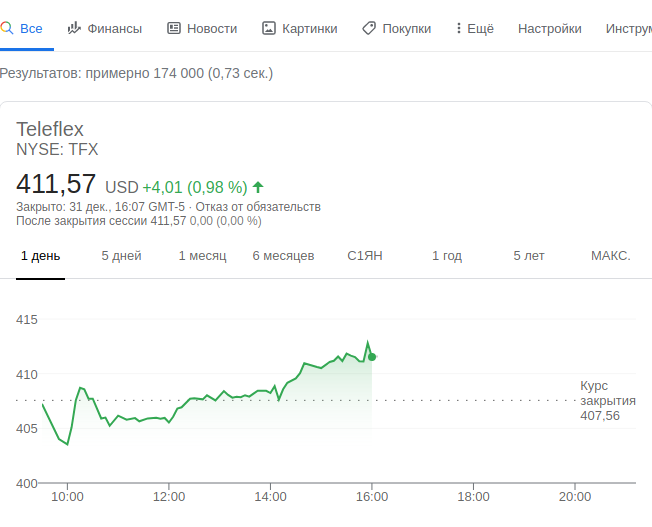 Все Финансы Новости Картинки Покупки Ещё Настройки Инструм
Результатов: примерно 174 000 (0,73 сек.)
Teleflex
NYSE: TFX
411,57 USD +4,01 (0,98 %)
Закрыто: 31 дек., 16:07 GMT-5 · Отказ от обязательств
После закрытия сессии 411,57 0,00 (0,00 %)
1 день 5 дней 1 месяц 6 месяцев С1ЯН 1 год 5 лет МАКС.
415
410
Курс
закрытия
407,56
405
400
10:00 12:00 14:00 16:00 18:00 20:00